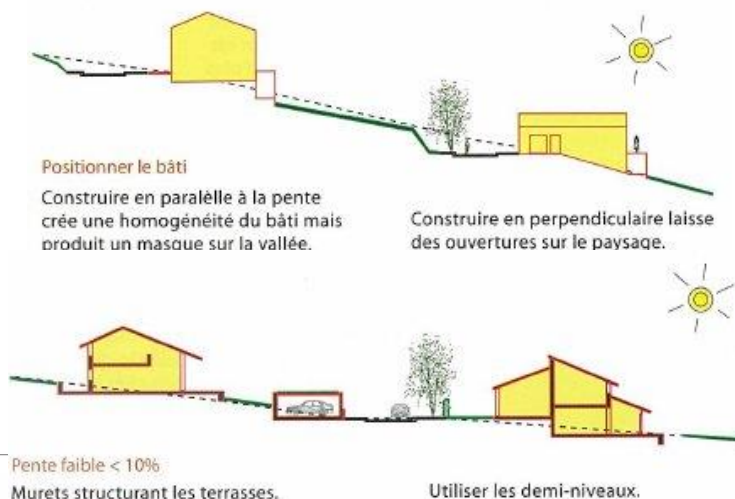 Positionner le bâti
Construire en paralèlle à la pente
crée une homogénéité du bâti mais
produit un masque sur la vallée.
Construire en perpendiculaire laisse
des ouvertures sur le paysage.
Pente faible < 10%
Murets structurant les terrasses.
Utiliser les demi-niveaux.